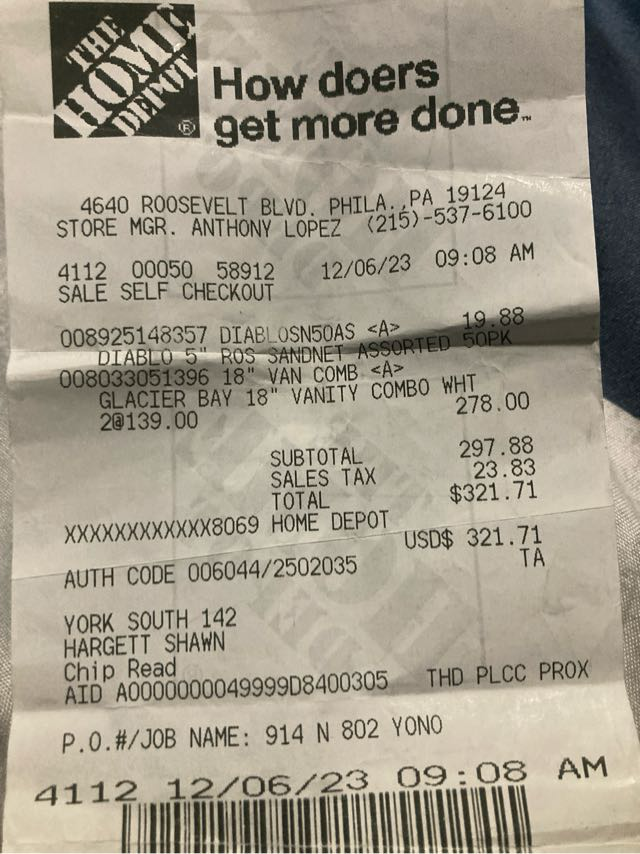 THE
HOME
DEPOT
®
How doers
get more done™
4640 ROOSEVELT BLVD. PHILA.,PA 19124
STORE MGR. ANTHONY LOPEZ (215)-537-6100
4112 00050 58912 12/06/23 09:08 AM
SALE SELF CHECKOUT
008925148357 DIABLOSN50AS <A> 19.88
DIABLO 5" ROS SANDNET ASSORTED 50PK
008033051396 18" VAN COMB <A>
GLACIER BAY 18" VANITY COMBO WHT
2@139.00 278.00
SUBTOTAL 297.88
SALES TAX 23.83
TOTAL $321.71
XXXXXXXXXXXX8069 HOME DEPOT
USD$ 321.71
AUTH CODE 006044/2502035 TA
YORK SOUTH 142
HARGETT SHAWN
Chip Read
AID A0000000049999D8400305 THD PLCC PROX
P.O.#/JOB NAME: 914 N 802 YONO
4112 12/06/23 09:08 AM